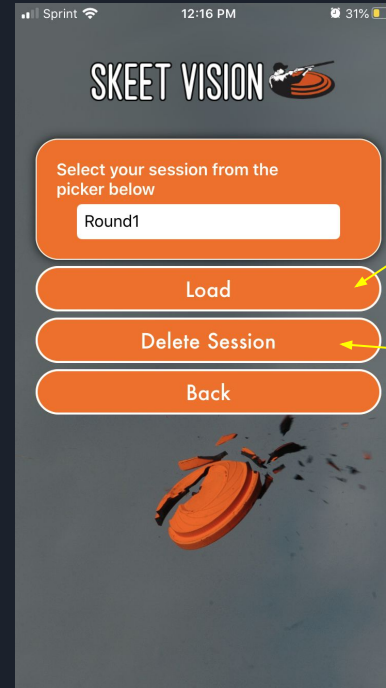 Sprint 12:16 PM 31%
SKEET VISION
Select your session from the
picker below
Round1
Load
Delete Session
Back